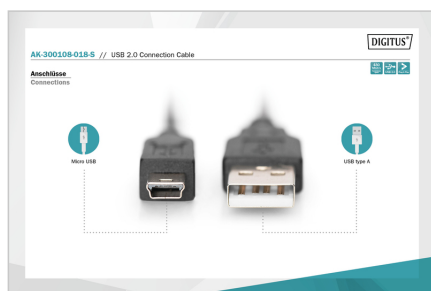 DIGITUS®
AK-300108-018-S // USB 2.0 Connection Cable
Anschlüsse
Connections
Micro USB
USB type A